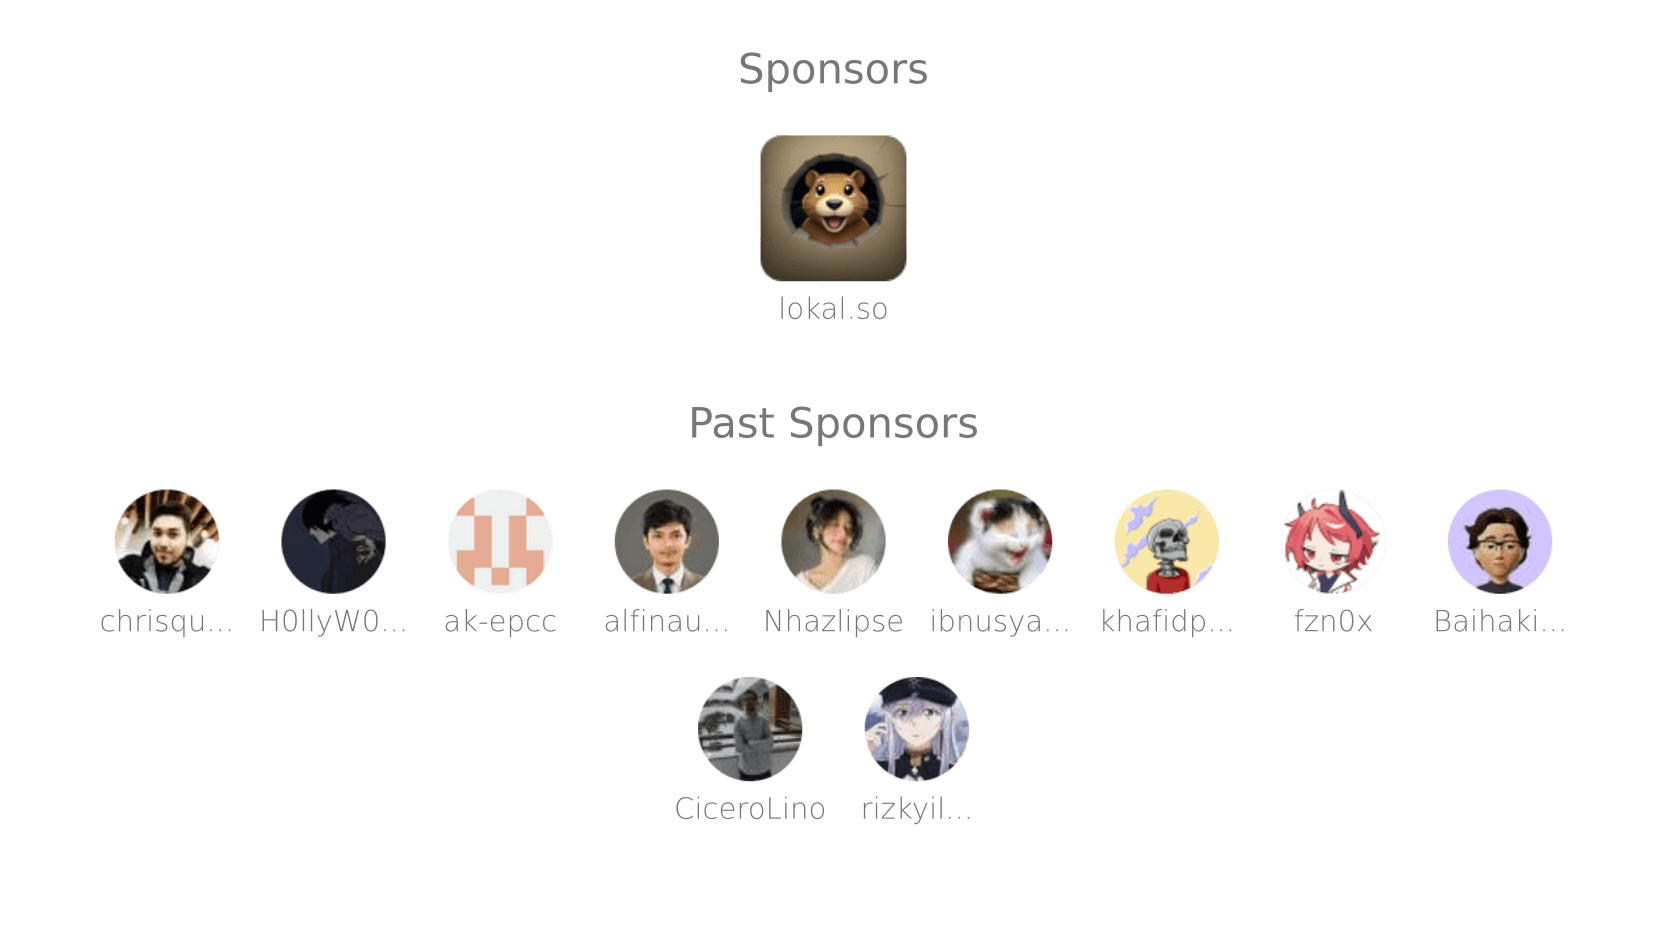 Sponsors
lokal.so
Past Sponsors
chrisqu... H0llyW0... ak-epcc alfinau... Nhazlipse ibnusya... khafidp... fzn0x Baihaki...
CiceroLino rizkyil...